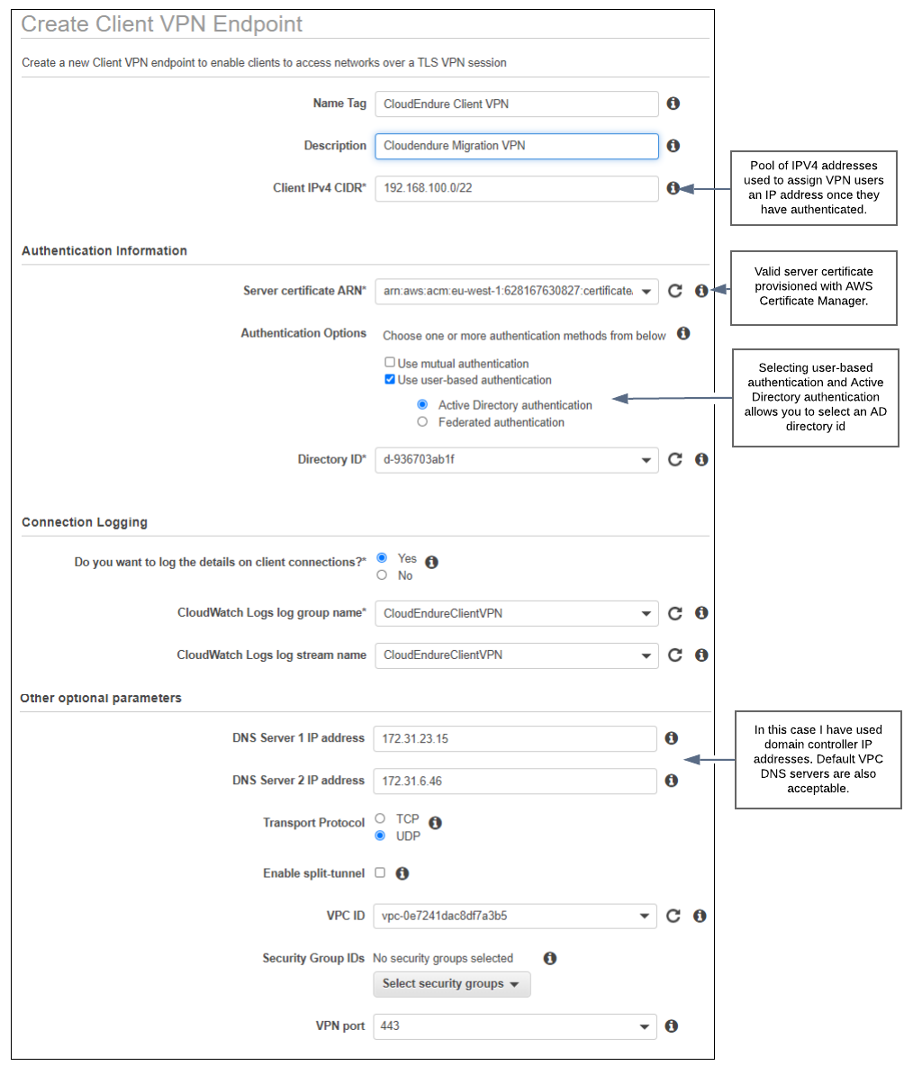 Create Client VPN Endpoint
Create a new Client VPN endpoint to enable clients to access networks over a TLS VPN session
Name Tag CloudEndure Client VPN
Description Cloudendure Migration VPN
Client IPv4 CIDR* 192.168.100.0/22
Pool of IPV4 addresses
used to assign VPN users
an IP address once they
have authenticated.
Authentication Information
Server certificate ARN* arn:aws:acm:eu-west-1:628167630827:certificate
Valid server certificate
provisioned with AWS
Certificate Manager.
Authentication Options Choose one or more authentication methods from below
Use mutual authentication
Use user-based authentication
Active Directory authentication
Federated authentication
Selecting user-based
authentication and Active
Directory authentication
allows you to select an AD
directory id
Directory ID* d-936703ab1f
Connection Logging
Do you want to log the details on client connections?* Yes
No
CloudWatch Logs log group name* CloudEndureClientVPN
CloudWatch Logs log stream name CloudEndureClientVPN
Other optional parameters
DNS Server 1 IP address 172.31.23.15
DNS Server 2 IP address 172.31.6.46
In this case I have used
domain controller IP
addresses. Default VPC
DNS servers are also
acceptable.
Transport Protocol TCP
UDP
Enable split-tunnel
VPC ID vpc-0e7241dac8df7a3b5
Security Group IDs No security groups selected
Select security groups
VPN port 443